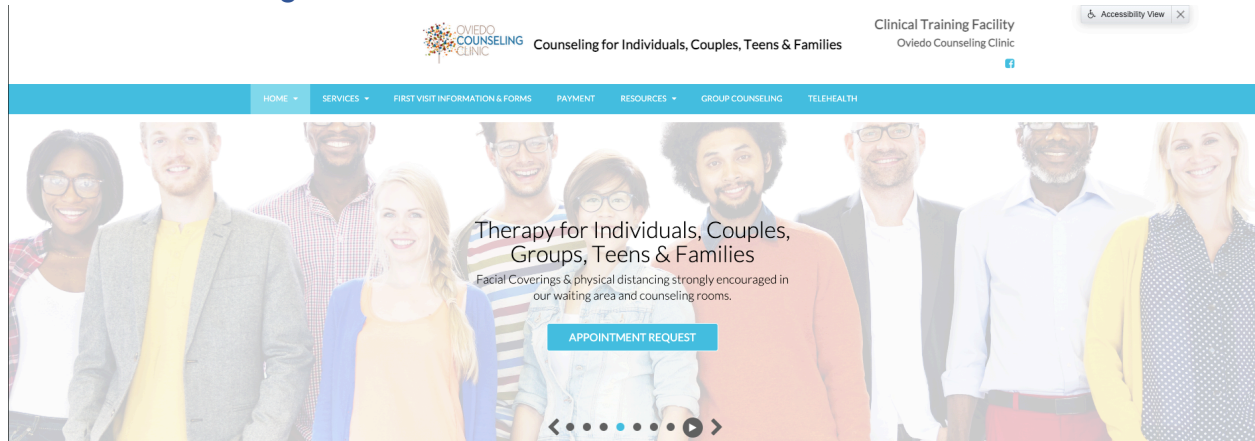 OVIEDO
COUNSELING
CLINIC
Counseling for Individuals, Couples, Teens & Families
Clinical Training Facility
Oviedo Counseling Clinic
Accessibility View
HOME SERVICES FIRST VISIT INFORMATION & FORMS PAYMENT RESOURCES GROUP COUNSELING TELEHEALTH
Therapy for Individuals, Couples,
Groups, Teens & Families
Facial Coverings & physical distancing strongly encouraged in
our waiting area and counseling rooms.
APPOINTMENT REQUEST